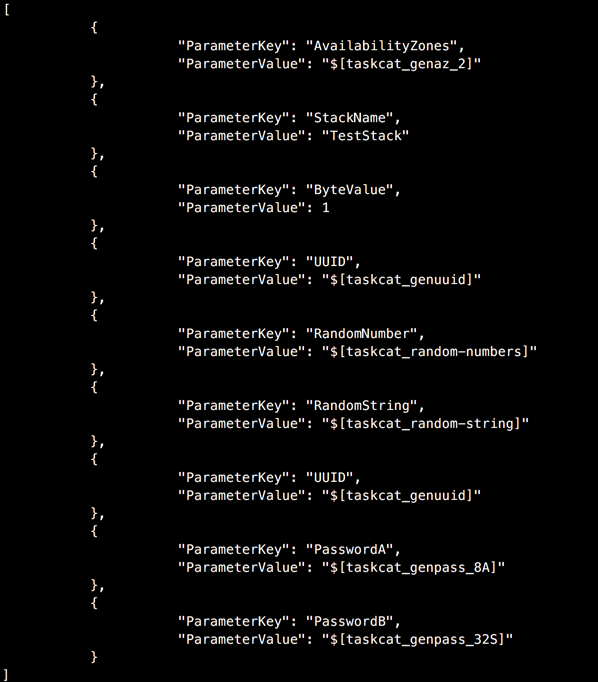 [
{
"ParameterKey": "AvailabilityZones",
"ParameterValue": "$[taskcat_genaz_2]"
},
{
"ParameterKey": "StackName",
"ParameterValue": "TestStack"
},
{
"ParameterKey": "ByteValue",
"ParameterValue": 1
},
{
"ParameterKey": "UUID",
"ParameterValue": "$[taskcat_genuuid]"
},
{
"ParameterKey": "RandomNumber",
"ParameterValue": "$[taskcat_random-numbers]"
},
{
"ParameterKey": "RandomString",
"ParameterValue": "$[taskcat_random-string]"
},
{
"ParameterKey": "UUID",
"ParameterValue": "$[taskcat_genuuid]"
},
{
"ParameterKey": "PasswordA",
"ParameterValue": "$[taskcat_genpass_8A]"
},
{
"ParameterKey": "PasswordB",
"ParameterValue": "$[taskcat_genpass_32S]"
}
]